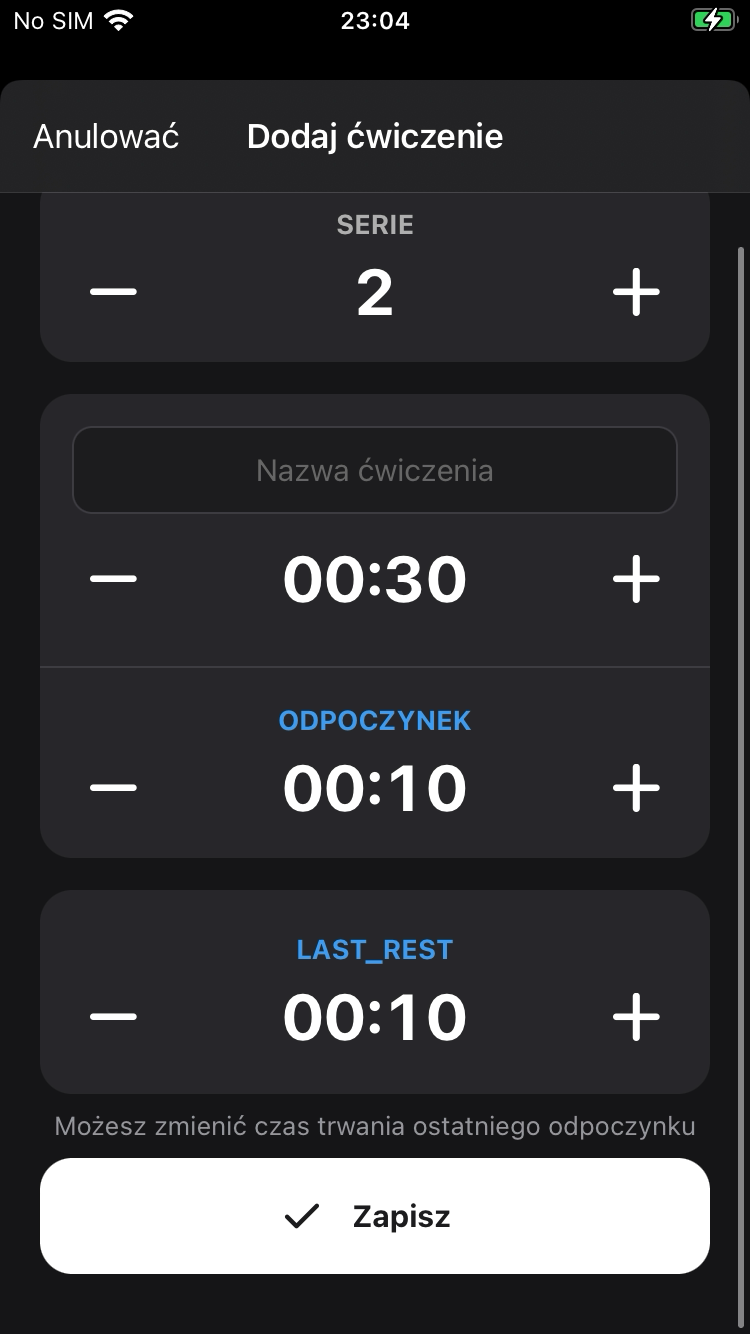 No SIM 23:04
Anulować Dodaj ćwiczenie
SERIE
2
Nazwa ćwiczenia
00:30
ODPOCZYNEK
00:10
LAST_REST
00:10
Możesz zmienić czas trwania ostatniego odpoczynku
Zapisz